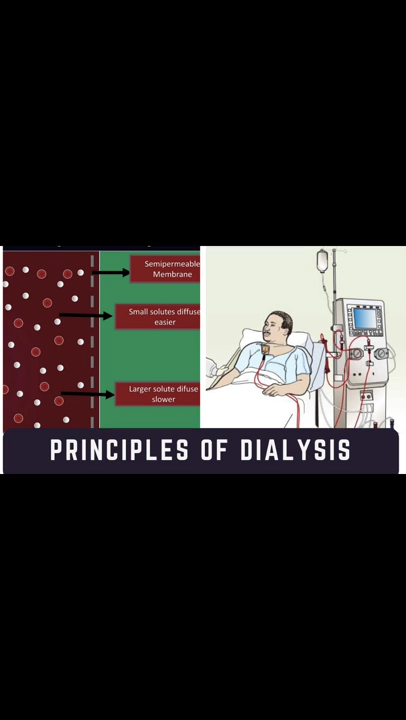 Semipermeable
Membrane
Small solutes diffuse
easier
Larger solute difuse
slower
PRINCIPLES OF DIALYSIS